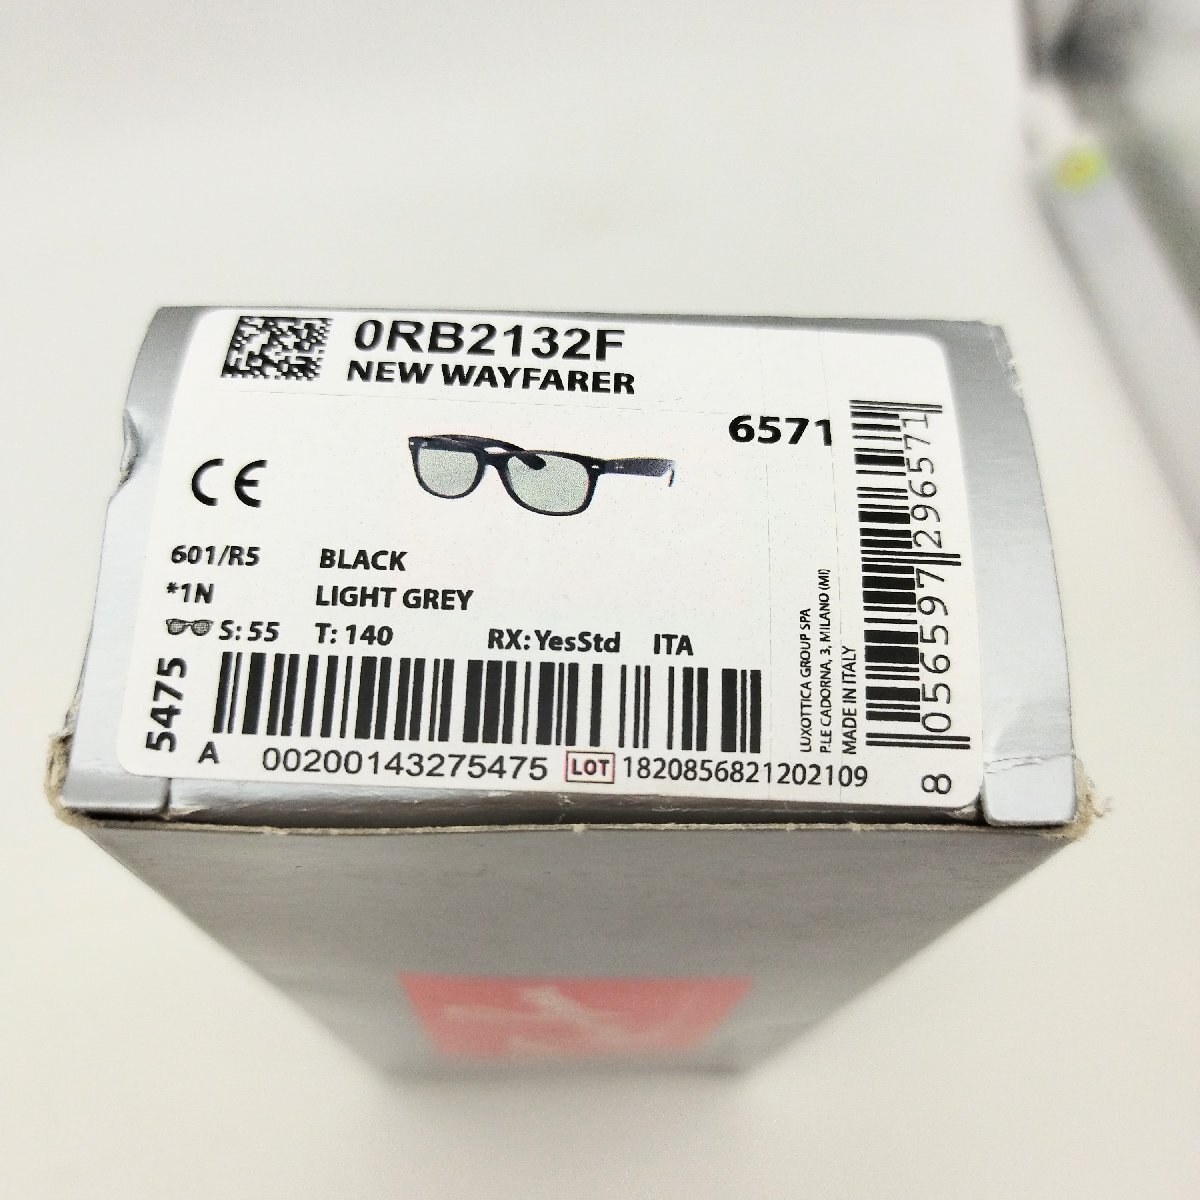 0RB2132F
NEW WAYFARER
6571
CE
601/R5 BLACK
*1N LIGHT GREY
S: 55 T: 140 RX: YesStd ITA
5475
A 00200143275475 LOT 1820856821202109
LUXOTTICA GROUP SPA
P.LE CADORNA, 3, MILANO (MI)
MADE IN ITALY
8 056597 296571